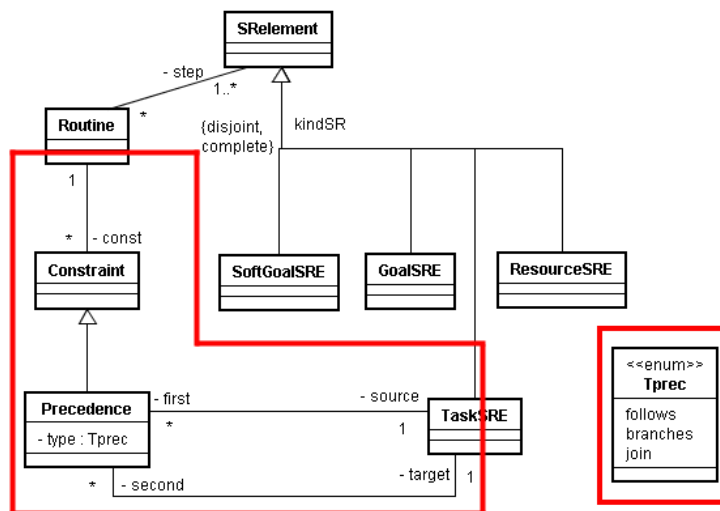 SRelement
- step
1..*
*
Routine
{disjoint,
complete}
kindSR
1
* - const
Constraint
SoftGoalSRE
GoalSRE
ResourceSRE
<<enum>>
Tprec
follows
branches
join
Precedence
- type : Tprec
- first
*
- source
1
TaskSRE
* - second
- target 1